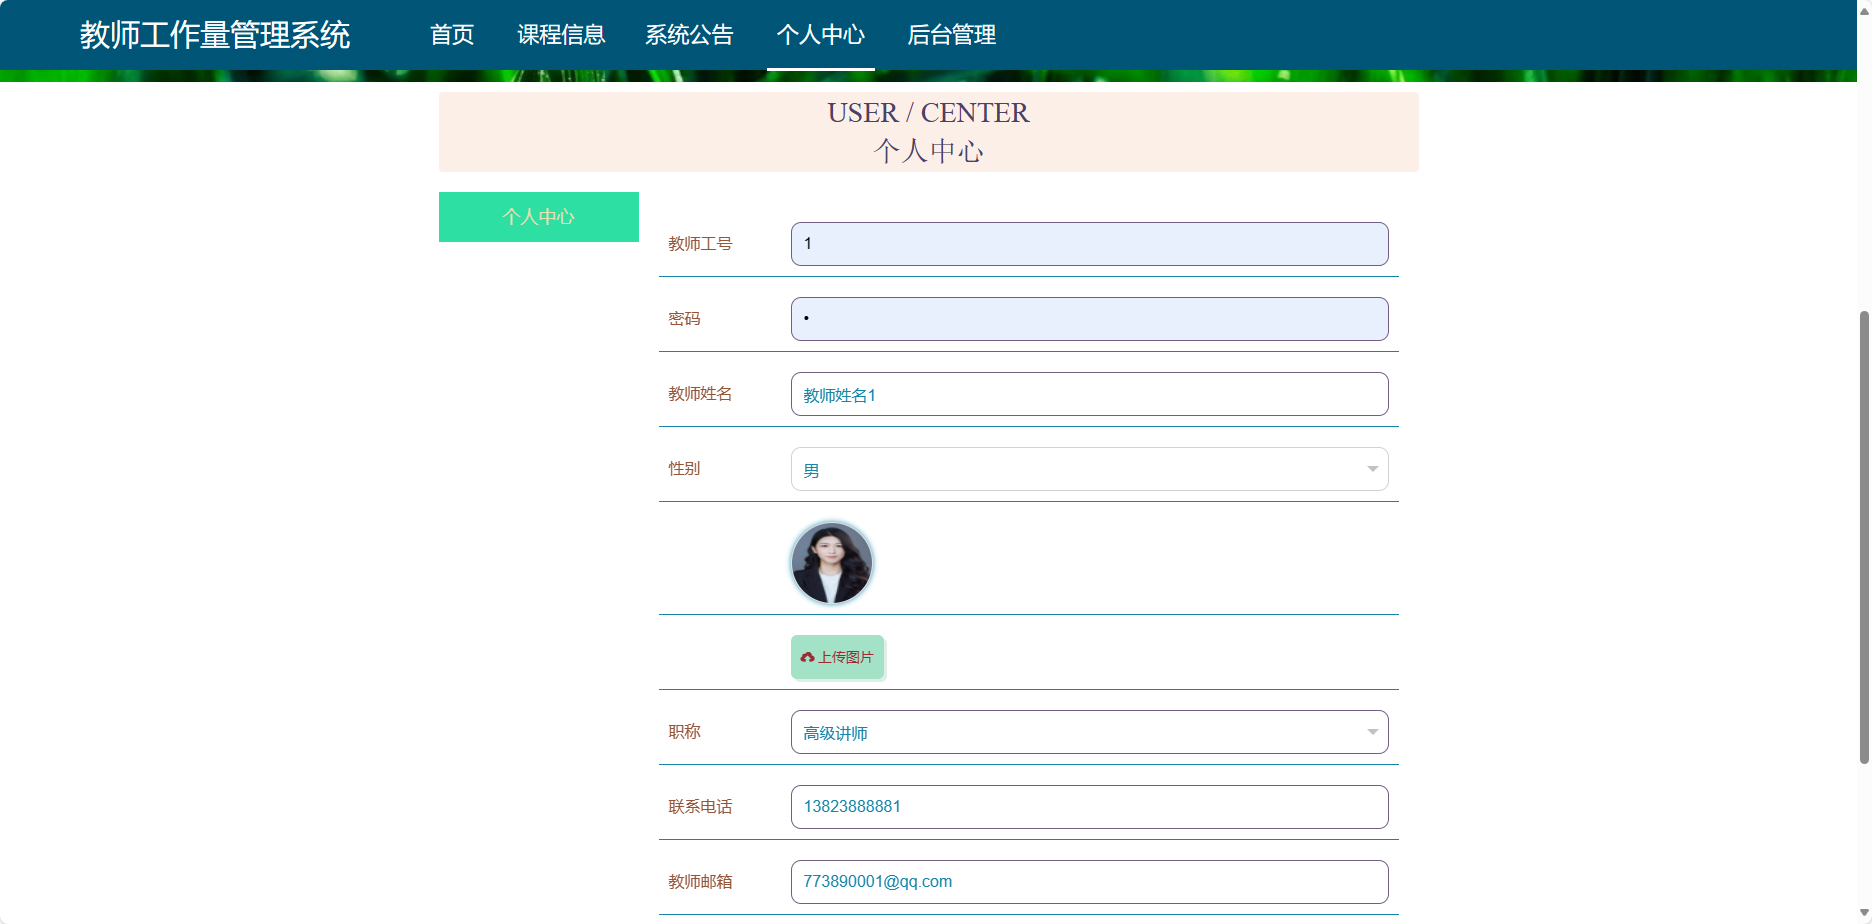 教师工作量管理系统 首页 课程信息 系统公告 个人中心 后台管理
USER / CENTER
个人中心
个人中心
教师工号 1
密码 •
教师姓名 教师姓名1
性别 男
上传图片
职称 高级讲师
联系电话 13823888881
教师邮箱 773890001@qq.com